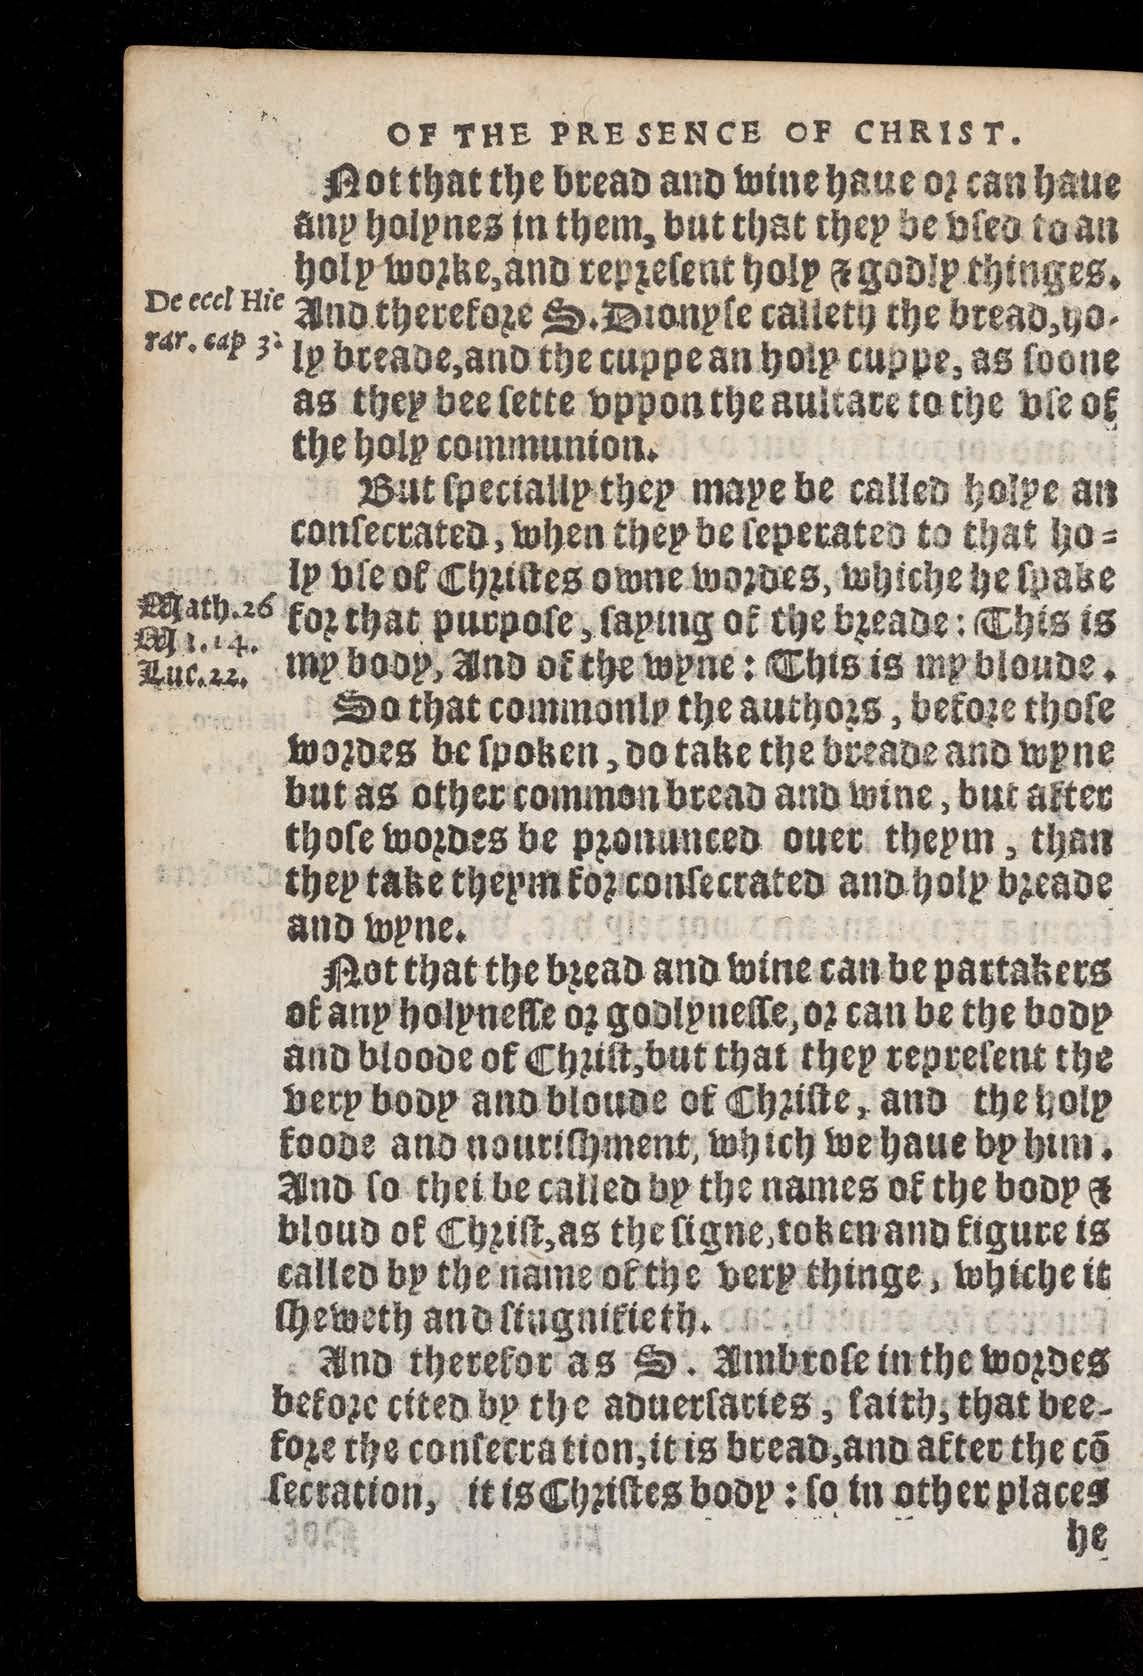 OF THE PRESENCE OF CHRIST.
Not that the bread and wine haue or can haue
any holynes in them, but that they be vsed to an
holy worke, and represent holy & godly thinges.
De eccl Hie
rar. cap 3.
And therefore S. Dionyse calleth the bread, ho-
ly breade, and the cuppe an holy cuppe, as soone
as they bee sette vppon the aultare to the vse of
the holy communion.
But specially they maye be called holye an
consecrated, when they be seperated to that ho=
ly vse of Christes owne wordes, whiche he spake
Math.26
M1.14.
Luc.22.
for that purpose, saying of the breade: This is
my body, And of the wyne: This is my bloude.
So that commonly the authors, before those
wordes be spoken, do take the breade and wyne
but as other common bread and wine, but after
those wordes be pronunced ouer theym, than
they take theym for consecrated and holy breade
and wyne.
Not that the bread and wine can be partakers
of any holynesse or godlynesse, or can be the body
and bloode of Christ, but that they represent the
very body and bloude of Christe, and the holy
foode and nourishment, which we haue by him.
And so thei be called by the names of the body &
bloud of Christ, as the signe, token and figure is
called by the name of the very thinge, whiche it
sheweth and siugnifieth.
And therefor as S. Ambrose in the wordes
before cited by the aduersaries, saith, that bee-
fore the consecration, it is bread, and after the cō
secration, it is Christes body: so in other places
he